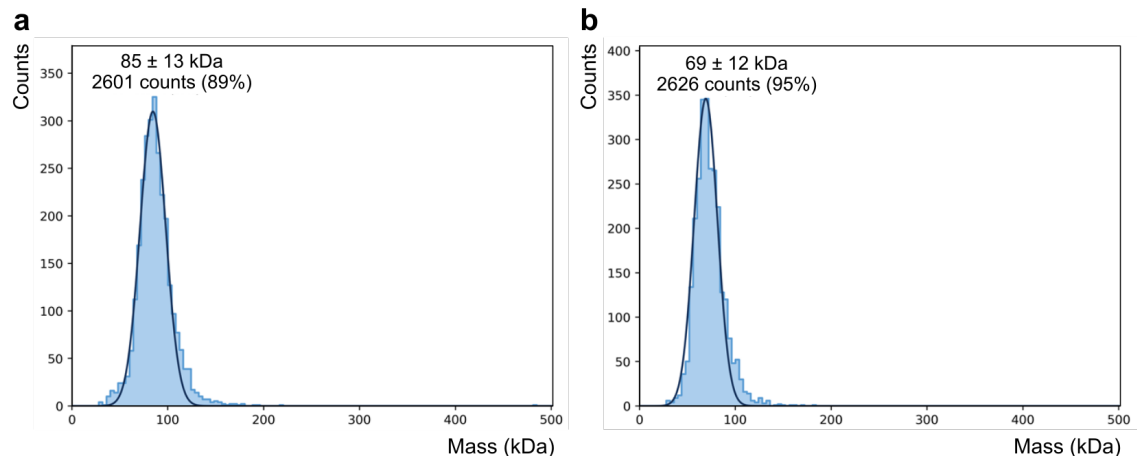 a
85 ± 13 kDa
2601 counts (89%)
Counts
350
300
250
200
150
100
50
0
0 100 200 300 400 500
Mass (kDa)
b
69 ± 12 kDa
2626 counts (95%)
Counts
400
350
300
250
200
150
100
50
0
0 100 200 300 400 500
Mass (kDa)